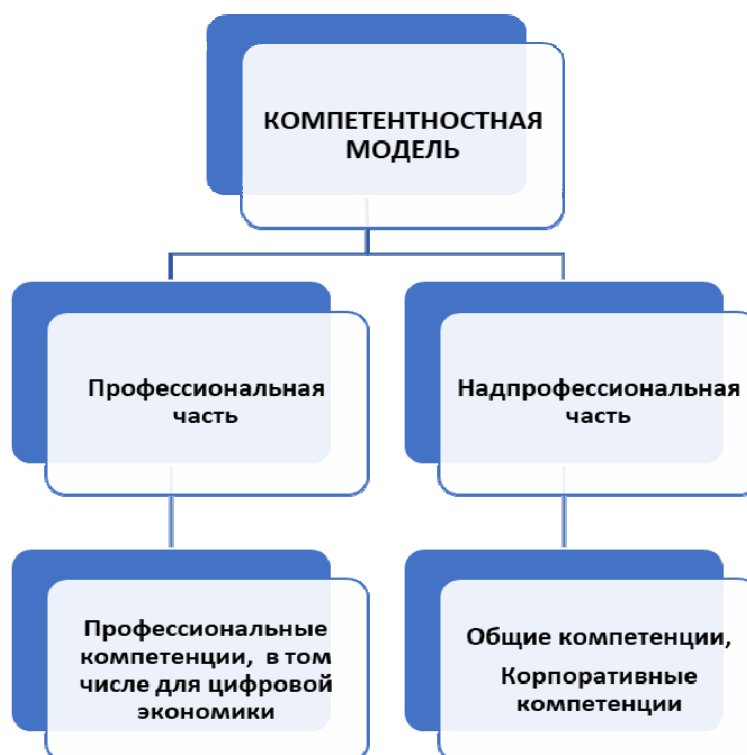 КОМПЕТЕНТНОСТНАЯ
МОДЕЛЬ
Профессиональная
часть
Надпрофессиональная
часть
Профессиональные
компетенции, в том
числе для цифровой
экономики
Общие компетенции,
Корпоративные
компетенции